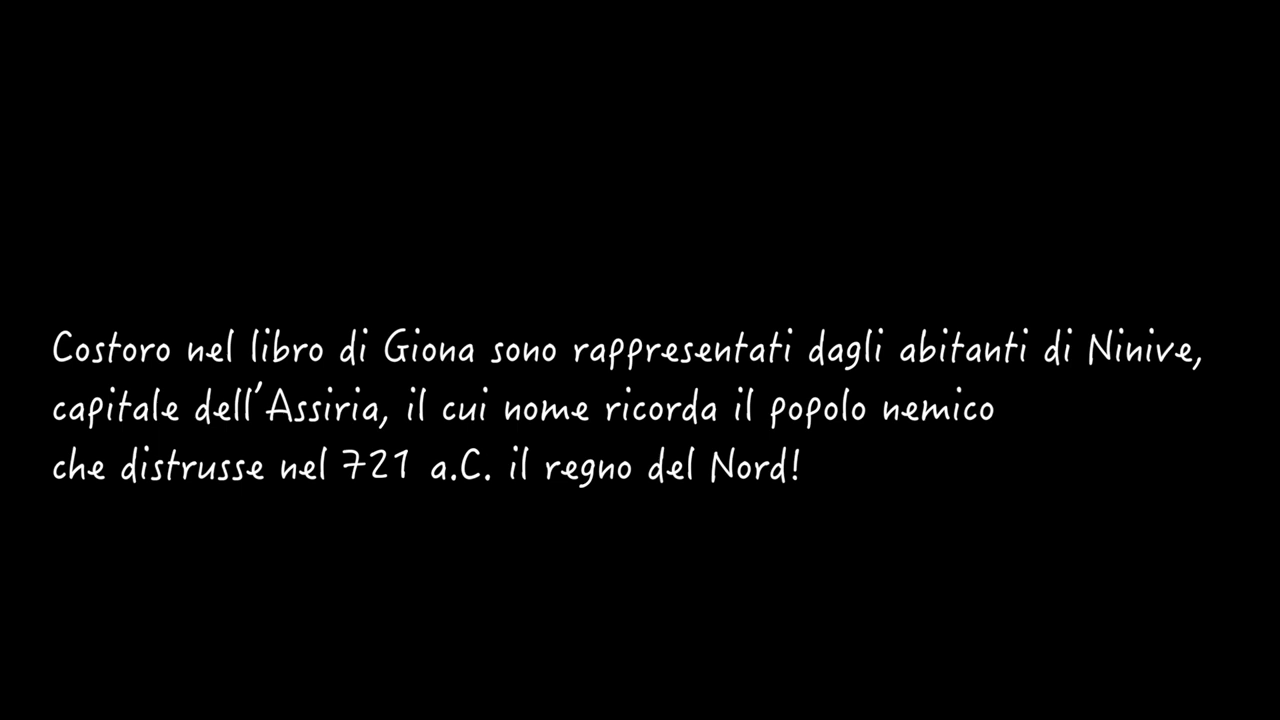 Costoro nel libro di Giona sono rappresentati dagli abitanti di Ninive,
capitale dell'Assiria, il cui nome ricorda il popolo nemico
che distrusse nel 721 a.C. il regno del Nord!